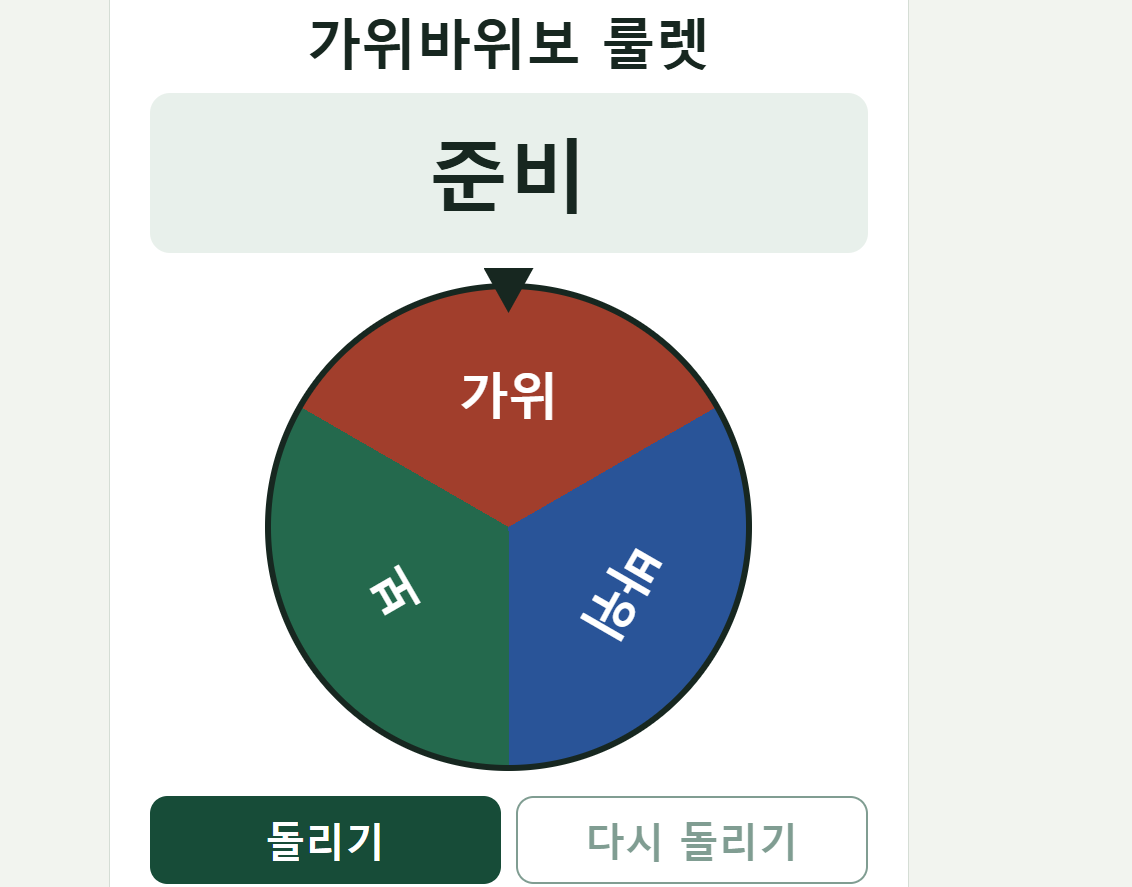 가위바위보 룰렛
준비
가위
보
바위
돌리기
다시 돌리기